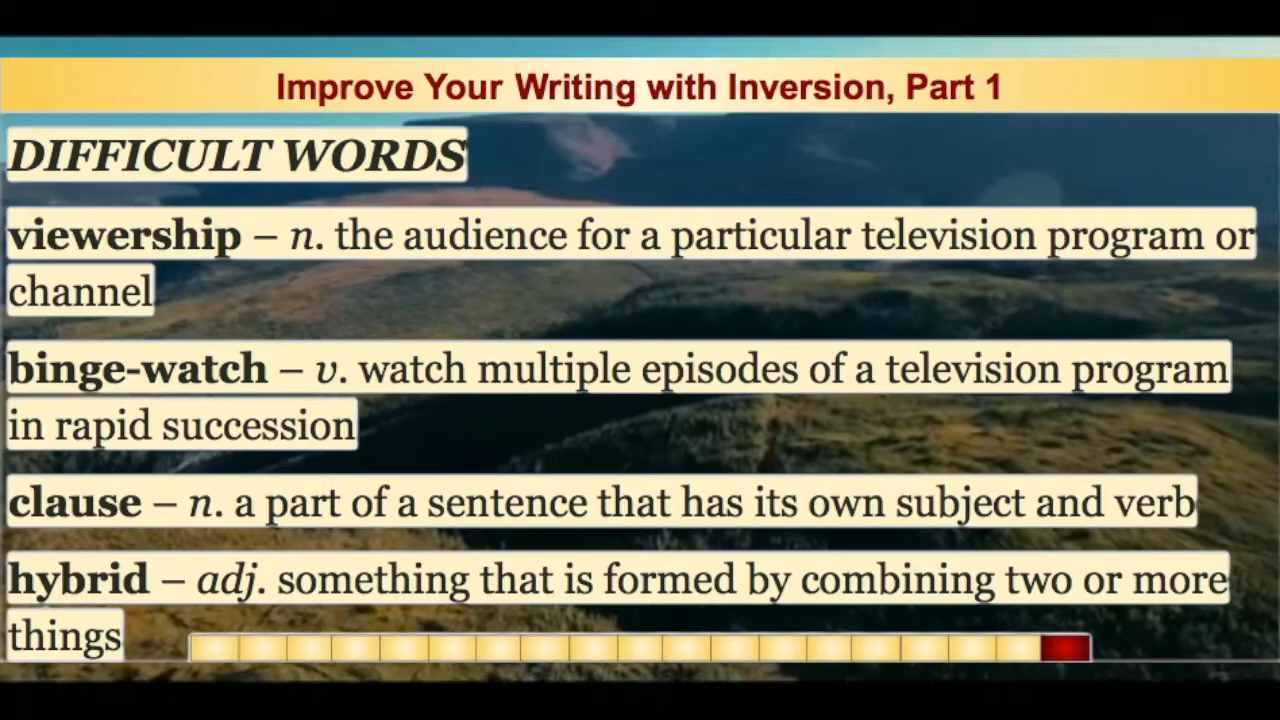 Improve Your Writing with Inversion, Part 1
DIFFICULT WORDS
viewership – n. the audience for a particular television program or
channel
binge-watch – v. watch multiple episodes of a television program
in rapid succession
clause – n. a part of a sentence that has its own subject and verb
hybrid – adj. something that is formed by combining two or more
things